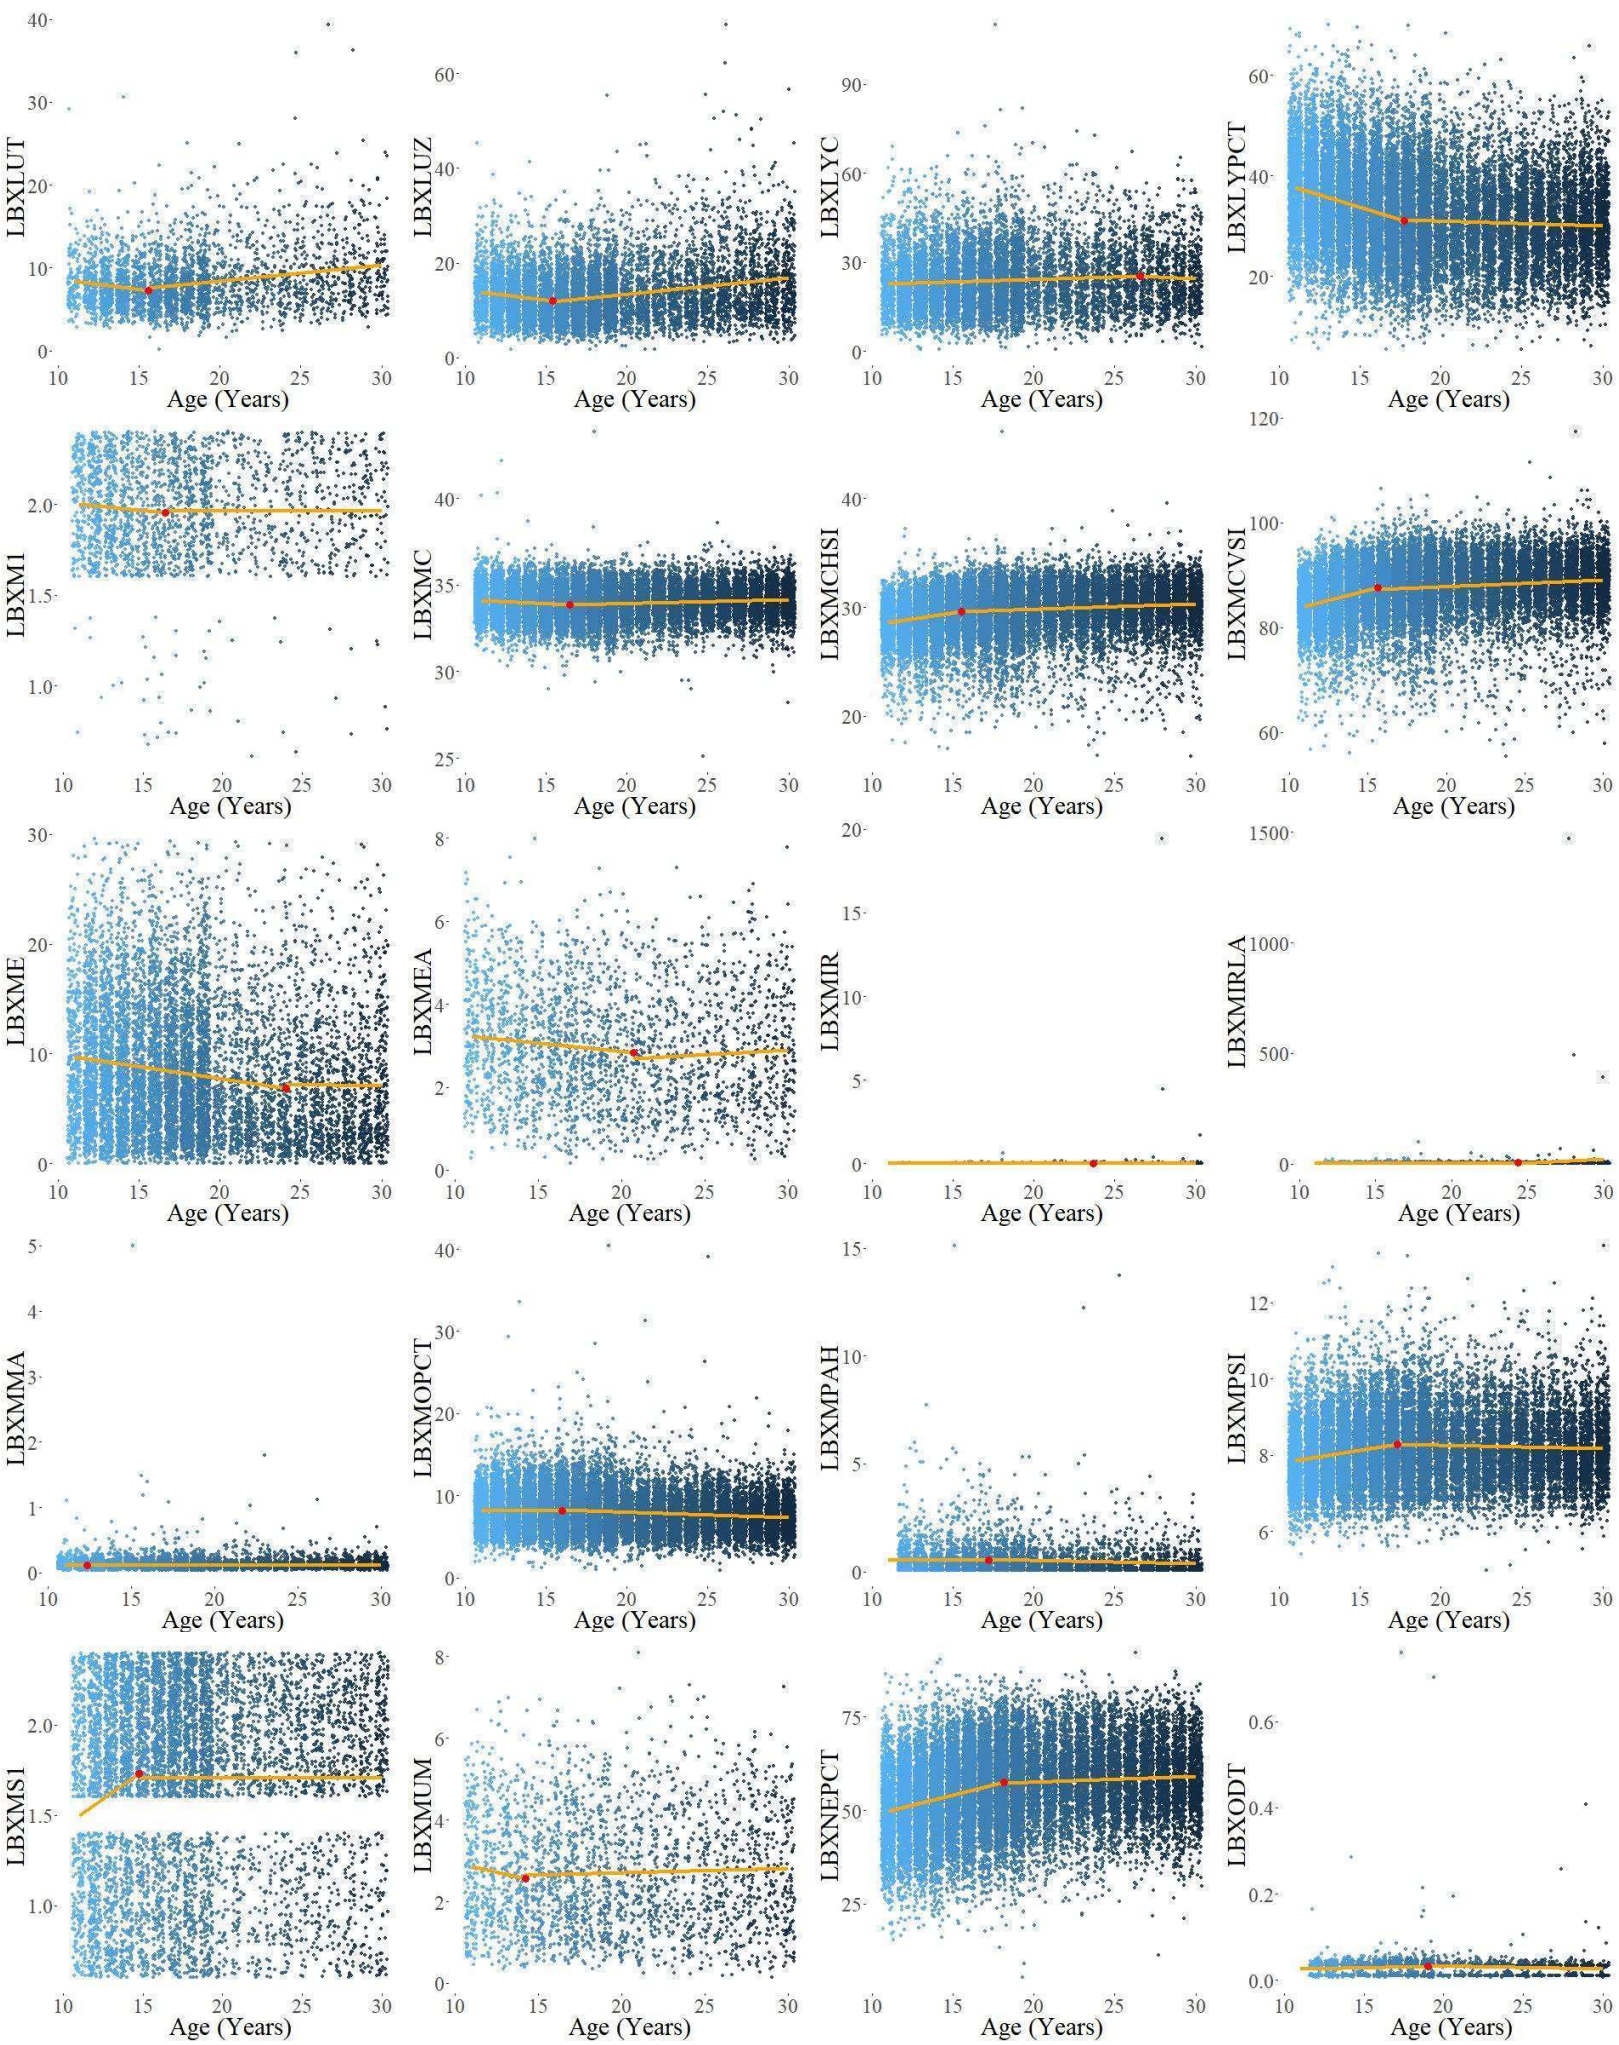 LBXLUT
40
30
20
10
0
10 15 20 25 30
Age (Years)
LBXLUZ
60
40
20
0
10 15 20 25 30
Age (Years)
LBXLYC
90
60
30
0
10 15 20 25 30
Age (Years)
LBXLYPCT
60
40
20
10 15 20 25 30
Age (Years)
LBXM1
2.0
1.5
1.0
10 15 20 25 30
Age (Years)
LBXMC
40
35
30
25
10 15 20 25 30
Age (Years)
LBXMCHSI
40
30
20
10 15 20 25 30
Age (Years)
LBXMCVSI
120
100
80
60
10 15 20 25 30
Age (Years)
LBXME
30
20
10
0
10 15 20 25 30
Age (Years)
LBXMEA
8
6
4
2
0
10 15 20 25 30
Age (Years)
LBXMIR
20
15
10
5
0
10 15 20 25 30
Age (Years)
LBXMIRLA
1500
1000
500
0
10 15 20 25 30
Age (Years)
LBXMMA
5
4
3
2
1
0
10 15 20 25 30
Age (Years)
LBXMOPCT
40
30
20
10
0
10 15 20 25 30
Age (Years)
LBXMPAH
15
10
5
0
10 15 20 25 30
Age (Years)
LBXMPSI
12
10
8
6
10 15 20 25 30
Age (Years)
LBXMS1
2.0
1.5
1.0
10 15 20 25 30
Age (Years)
LBXMUM
8
6
4
2
0
10 15 20 25 30
Age (Years)
LBXNEPCT
75
50
25
10 15 20 25 30
Age (Years)
LBXODT
0.6
0.4
0.2
0.0
10 15 20 25 30
Age (Years)